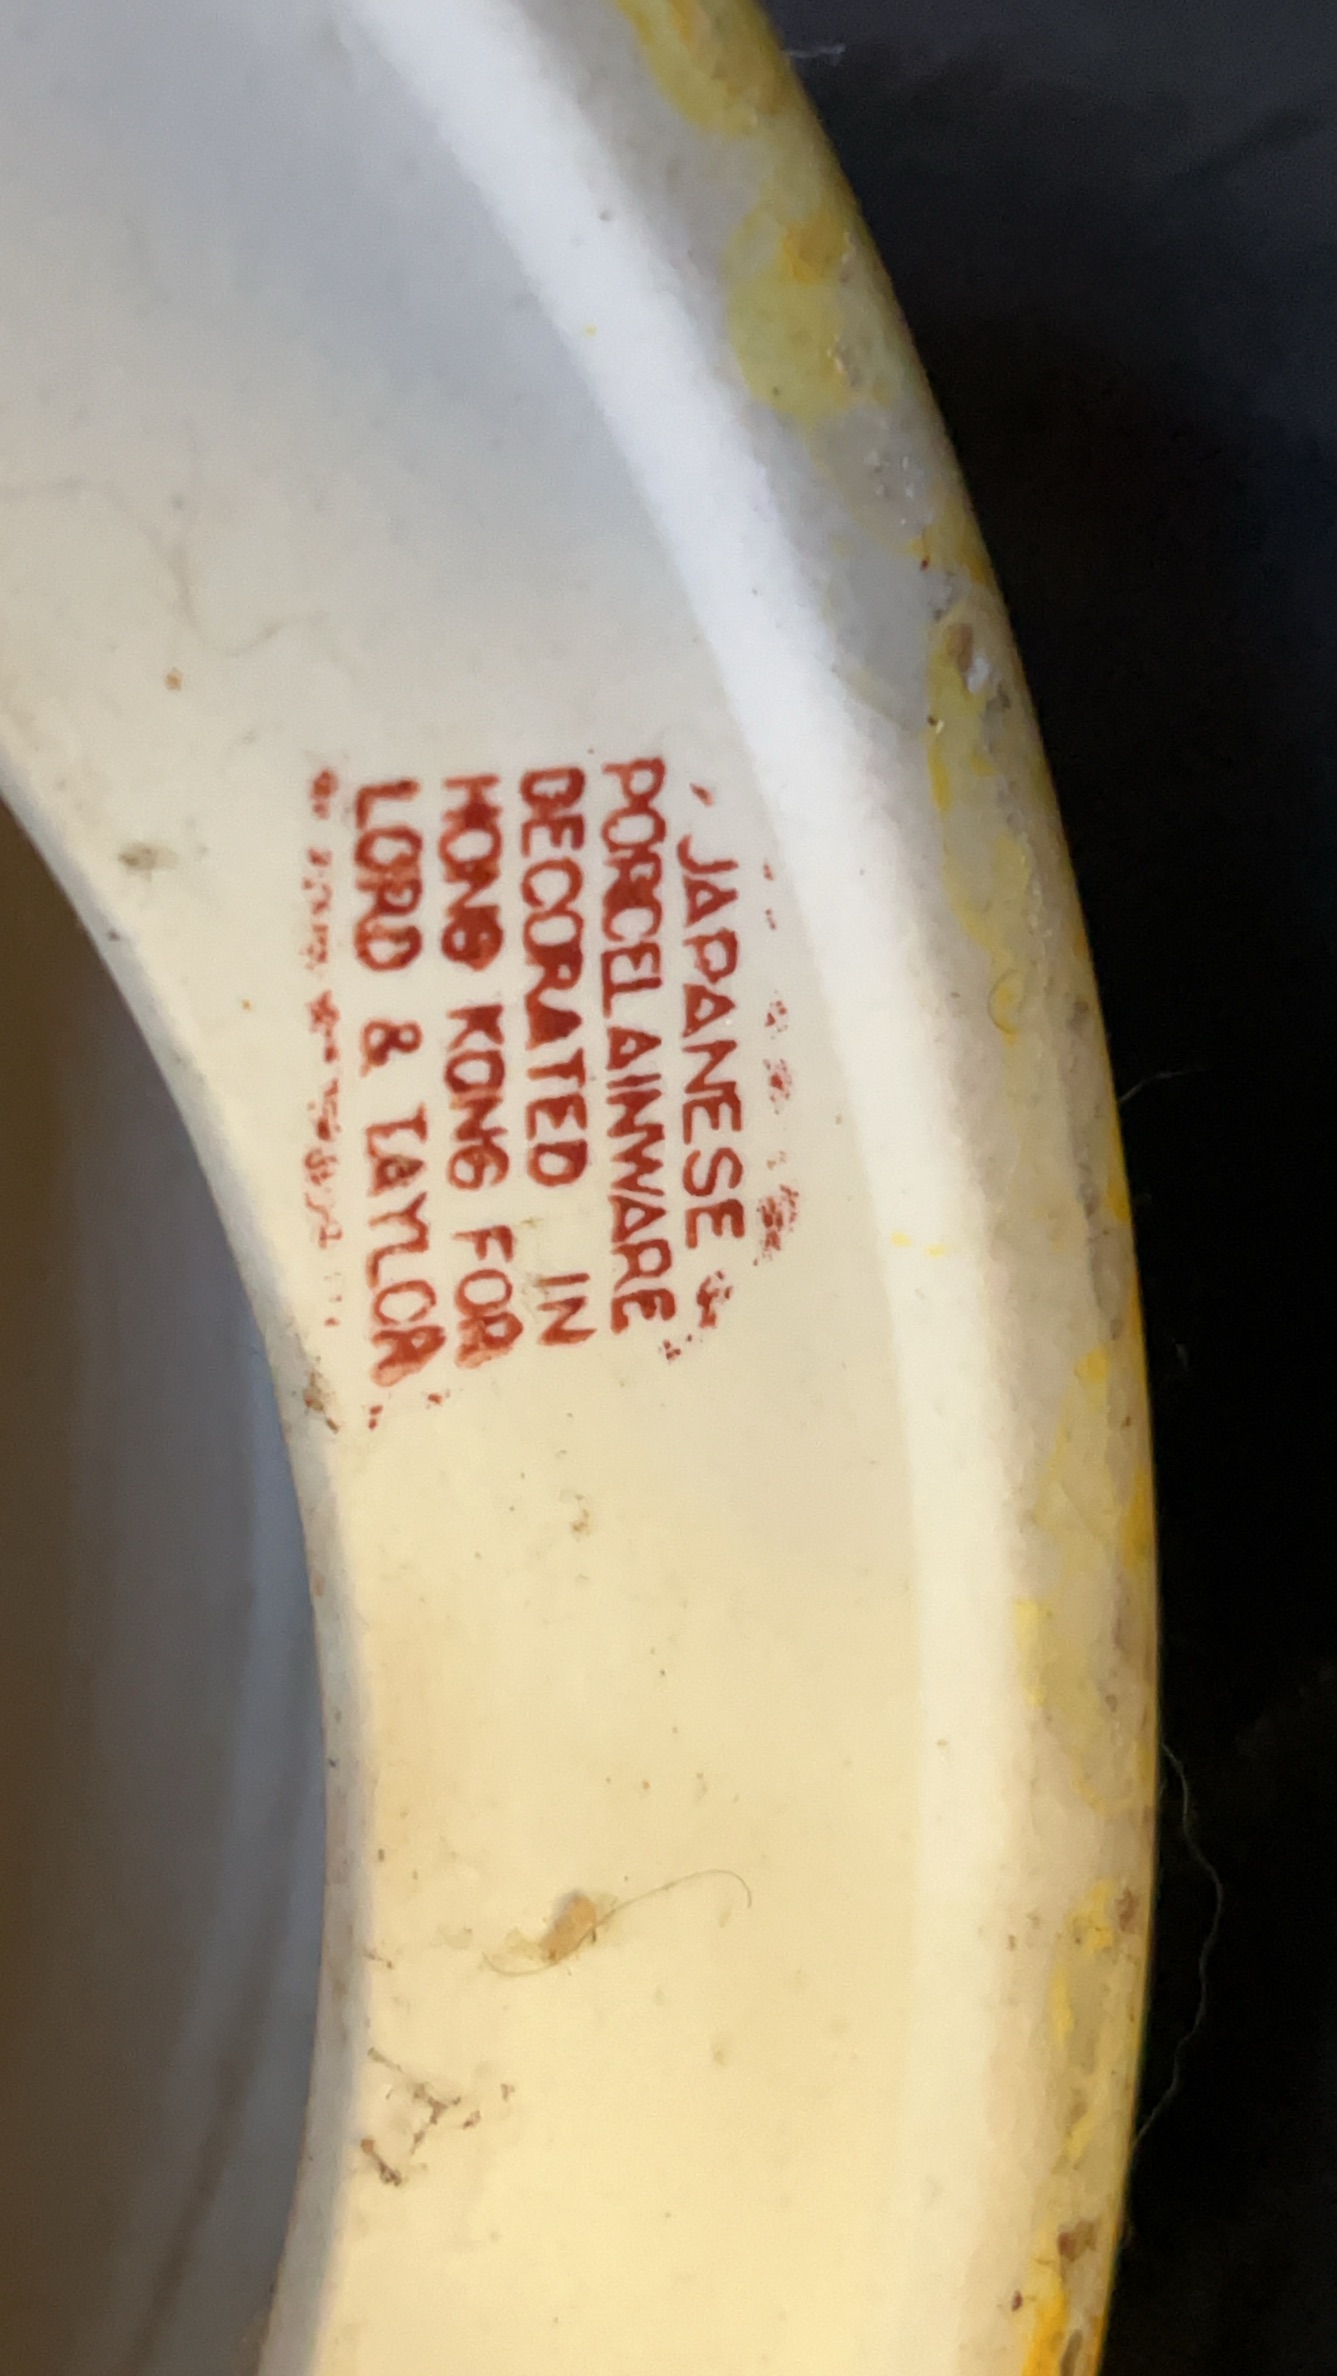 JAPANESE
PORCELAINWARE
DECORATED IN
HONG KONG FOR
LORD & TAYLOR